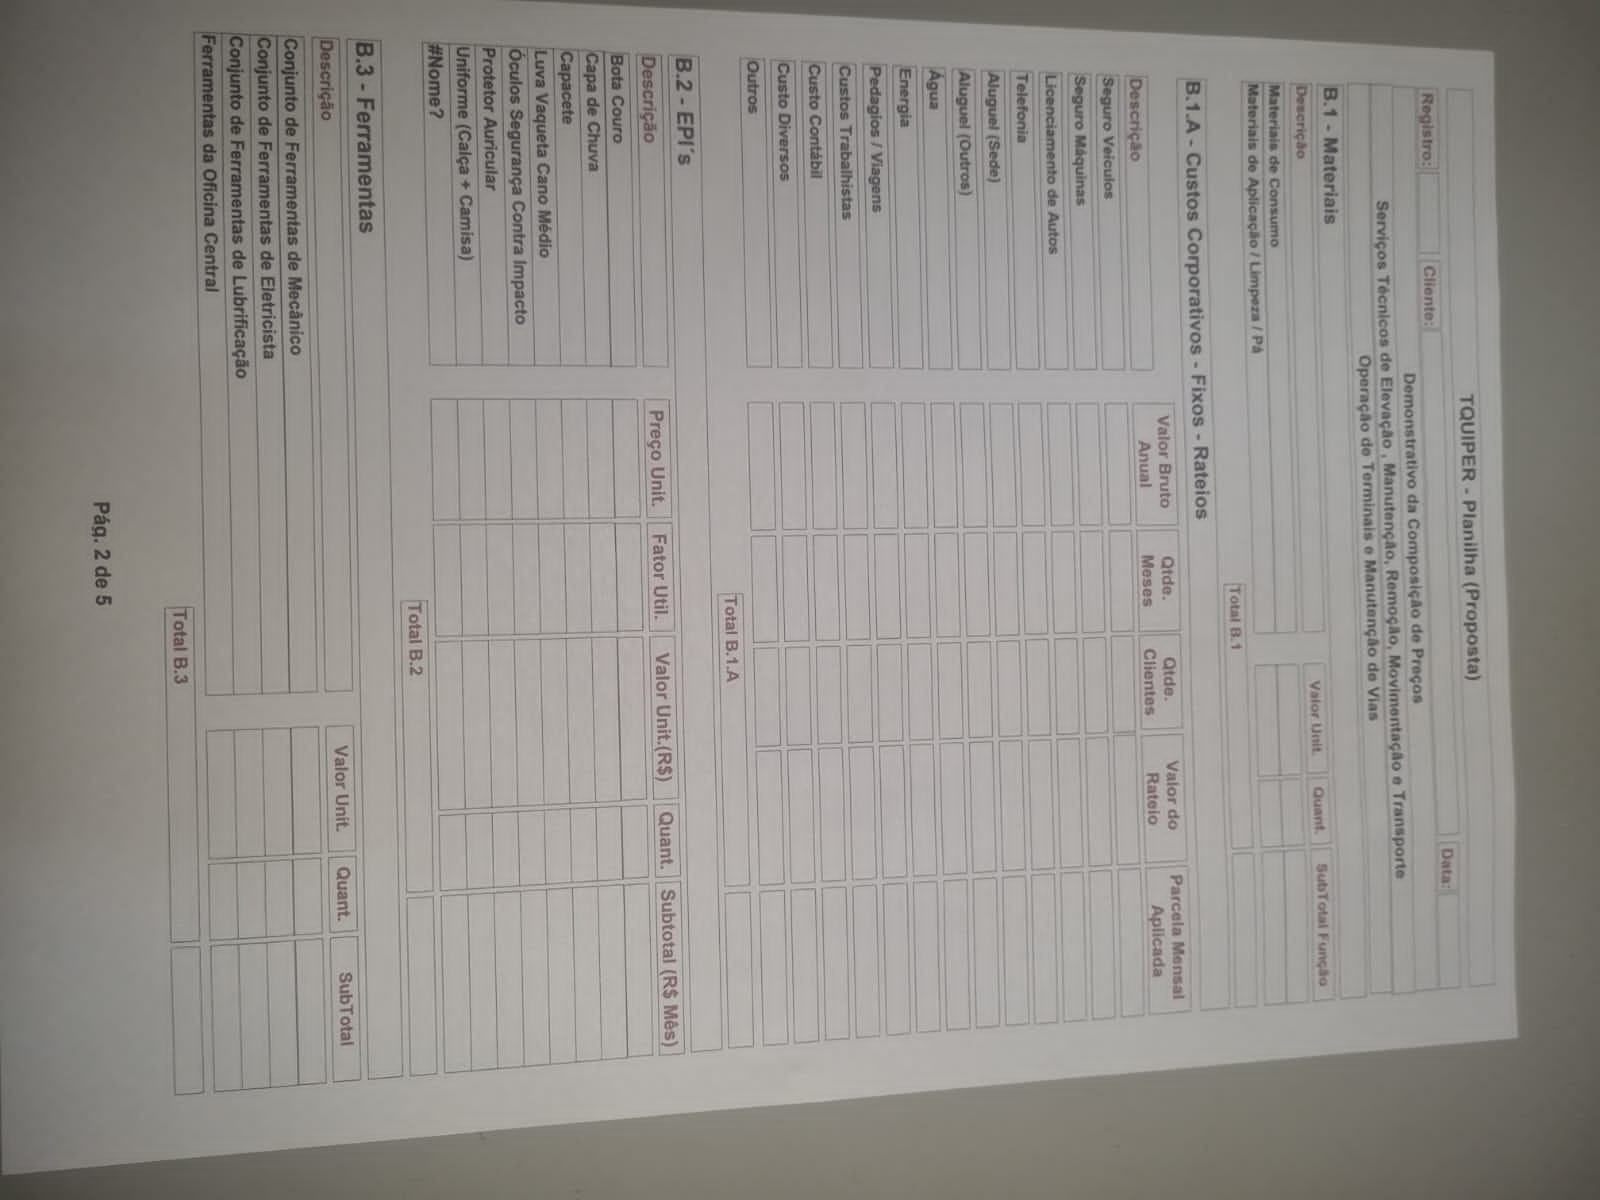 TQUIPER - Planilha (Proposta)
Registro: Cliente: Data:
Demonstrativo da Composição de Preços
Serviços Técnicos de Elevação , Manutenção, Remoção, Movimentação e Transporte
Operação de Terminais e Manutenção de Vias
B.1 - Materiais
Descrição Valor Unit. Quant. SubTotal Função
Materiais de Consumo
Materiais de Aplicação / Limpeza / Pá
Total B.1
B.1.A - Custos Corporativos - Fixos - Rateios
Descrição Valor Bruto Anual Qtde. Meses Qtde. Clientes Valor do Rateio Parcela Mensal Aplicada
Seguro Veiculos
Seguro Máquinas
Licenciamento de Autos
Telefonia
Aluguel (Sede)
Aluguel (Outros)
Água
Energia
Pedagios / Viagens
Custos Trabalhistas
Custo Contábil
Custo Diversos
Outros
Total B.1.A
B.2 - EPI´s
Descrição Preço Unit. Fator Util. Valor Unit.(R$) Quant. Subtotal (R$ Mês)
Bota Couro
Capa de Chuva
Capacete
Luva Vaqueta Cano Médio
Óculos Segurança Contra Impacto
Protetor Auricular
Uniforme (Calça + Camisa)
#Nome?
Total B.2
B.3 - Ferramentas
Descrição Valor Unit. Quant. SubTotal
Conjunto de Ferramentas de Mecânico
Conjunto de Ferramentas de Eletricista
Conjunto de Ferramentas de Lubrificação
Ferramentas da Oficina Central
Total B.3
Pág. 2 de 5